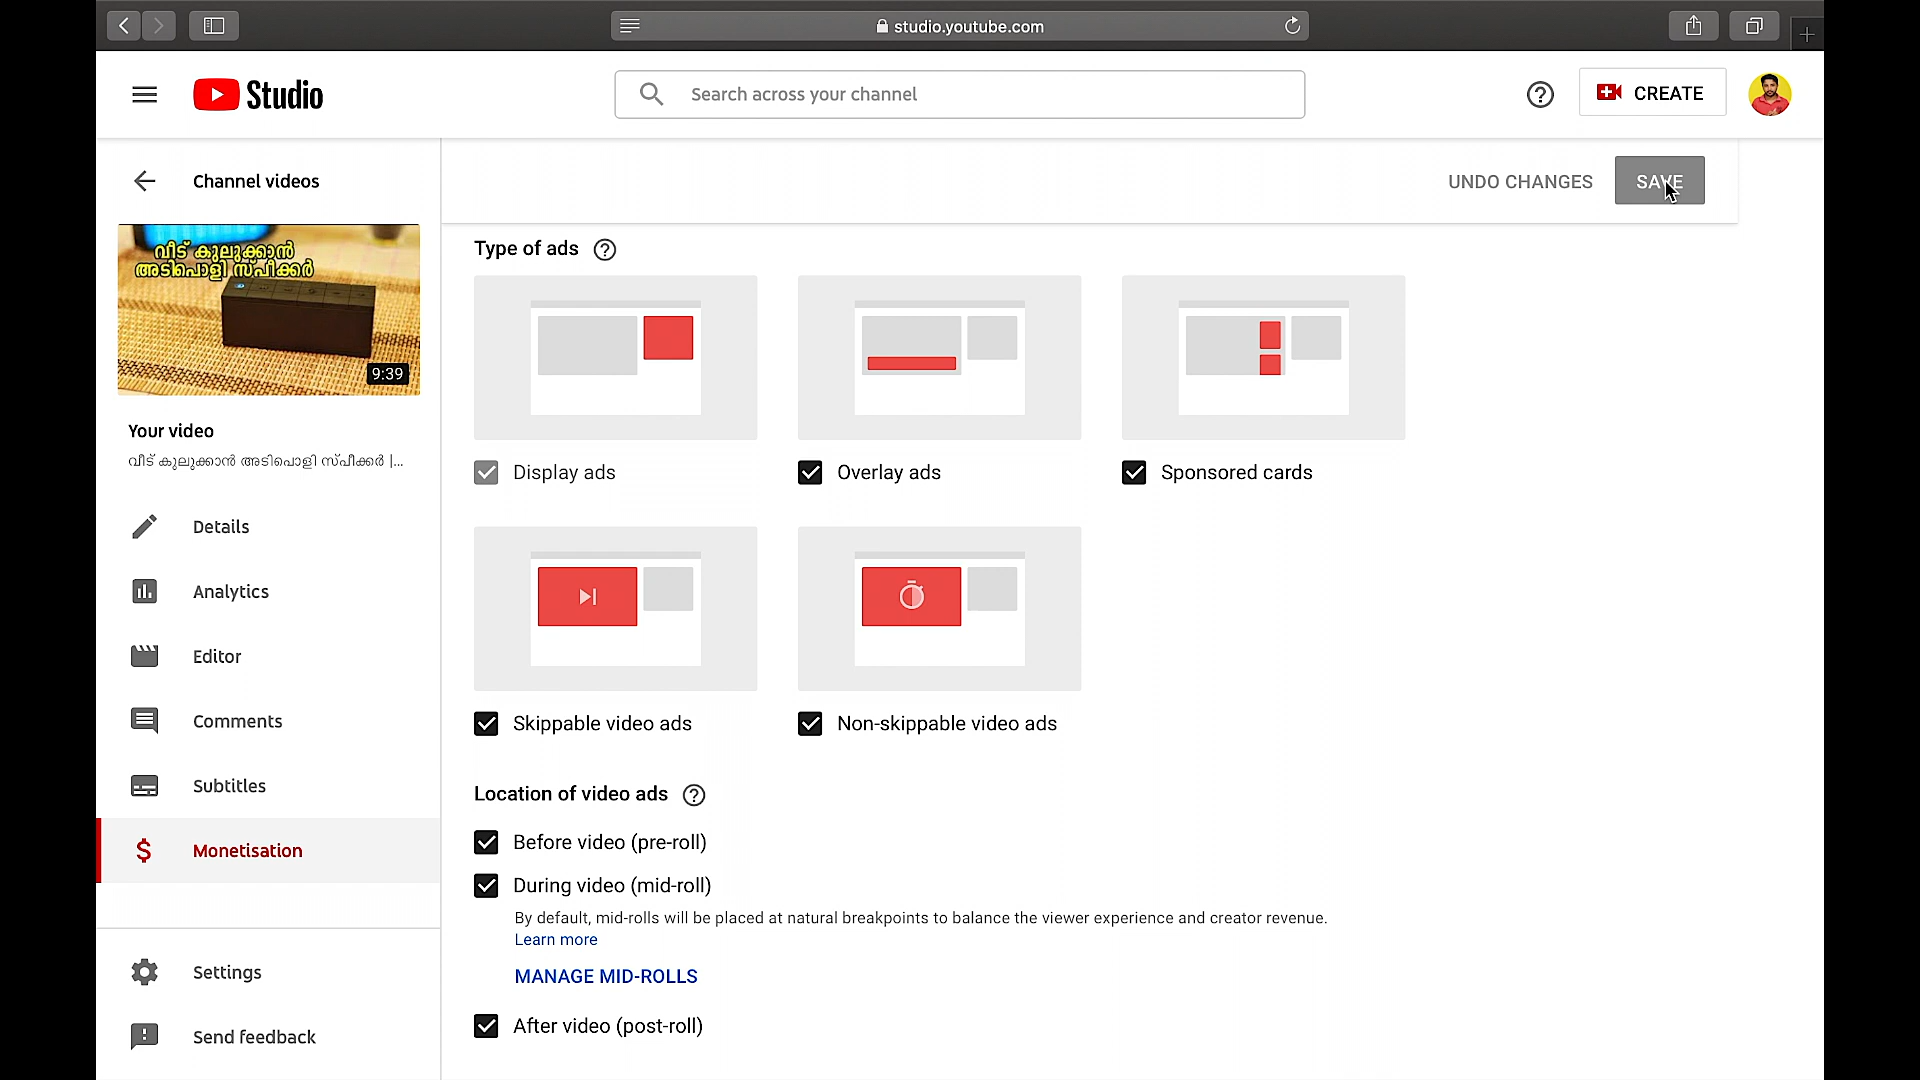 studio.youtube.com
Studio
Search across your channel
CREATE
Channel videos
UNDO CHANGES
SAVE
വീട് കുലുക്കാൻ
അടിപൊളി സ്പീക്കർ
9:39
Your video
വീട് കുലുക്കാൻ അടിപൊളി സ്പീക്കർ |...
Details
Analytics
Editor
Comments
Subtitles
Monetisation
Settings
Send feedback
Type of ads
Display ads
Overlay ads
Sponsored cards
Skippable video ads
Non-skippable video ads
Location of video ads
Before video (pre-roll)
During video (mid-roll)
By default, mid-rolls will be placed at natural breakpoints to balance the viewer experience and creator revenue.
Learn more
MANAGE MID-ROLLS
After video (post-roll)